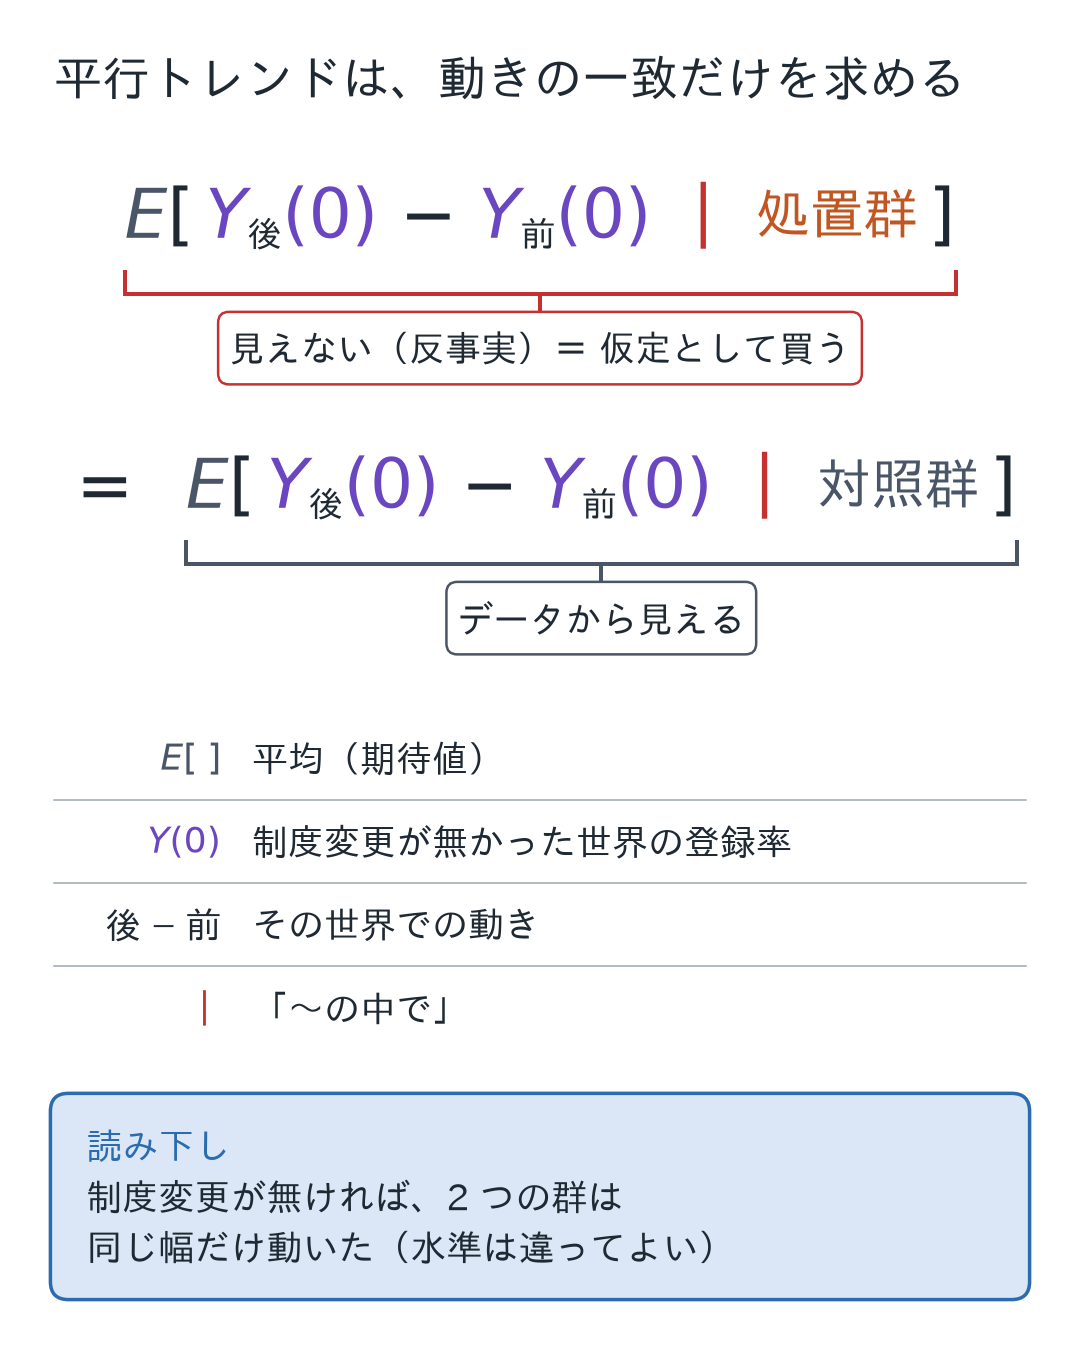 平行トレンドは、動きの一致だけを求める
E[ Y後(0) − Y前(0) | 処置群 ]
見えない（反事実）＝ 仮定として買う
= E[ Y後(0) − Y前(0) | 対照群 ]
データから見える
E[ ] 平均（期待値）
Y(0) 制度変更が無かった世界の登録率
後 − 前 その世界での動き
| 「〜の中で」
読み下し
制度変更が無ければ、2 つの群は
同じ幅だけ動いた（水準は違ってよい）